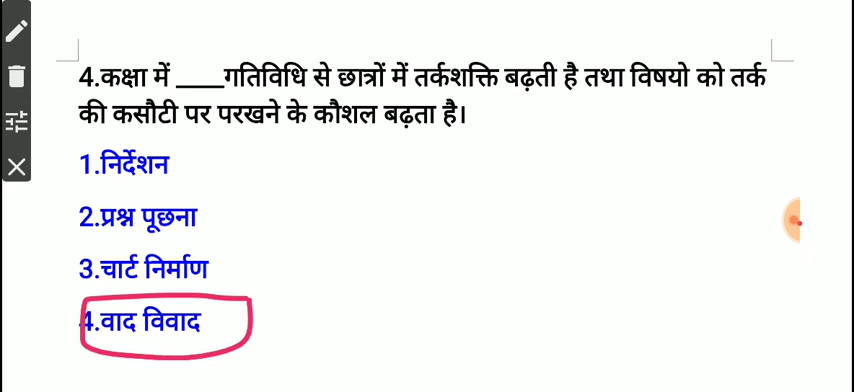 4.कक्षा में ____गतिविधि से छात्रों में तर्कशक्ति बढ़ती है तथा विषयो को तर्क
की कसौटी पर परखने के कौशल बढ़ता है।
1.निर्देशन
2.प्रश्न पूछना
3.चार्ट निर्माण
4.वाद विवाद